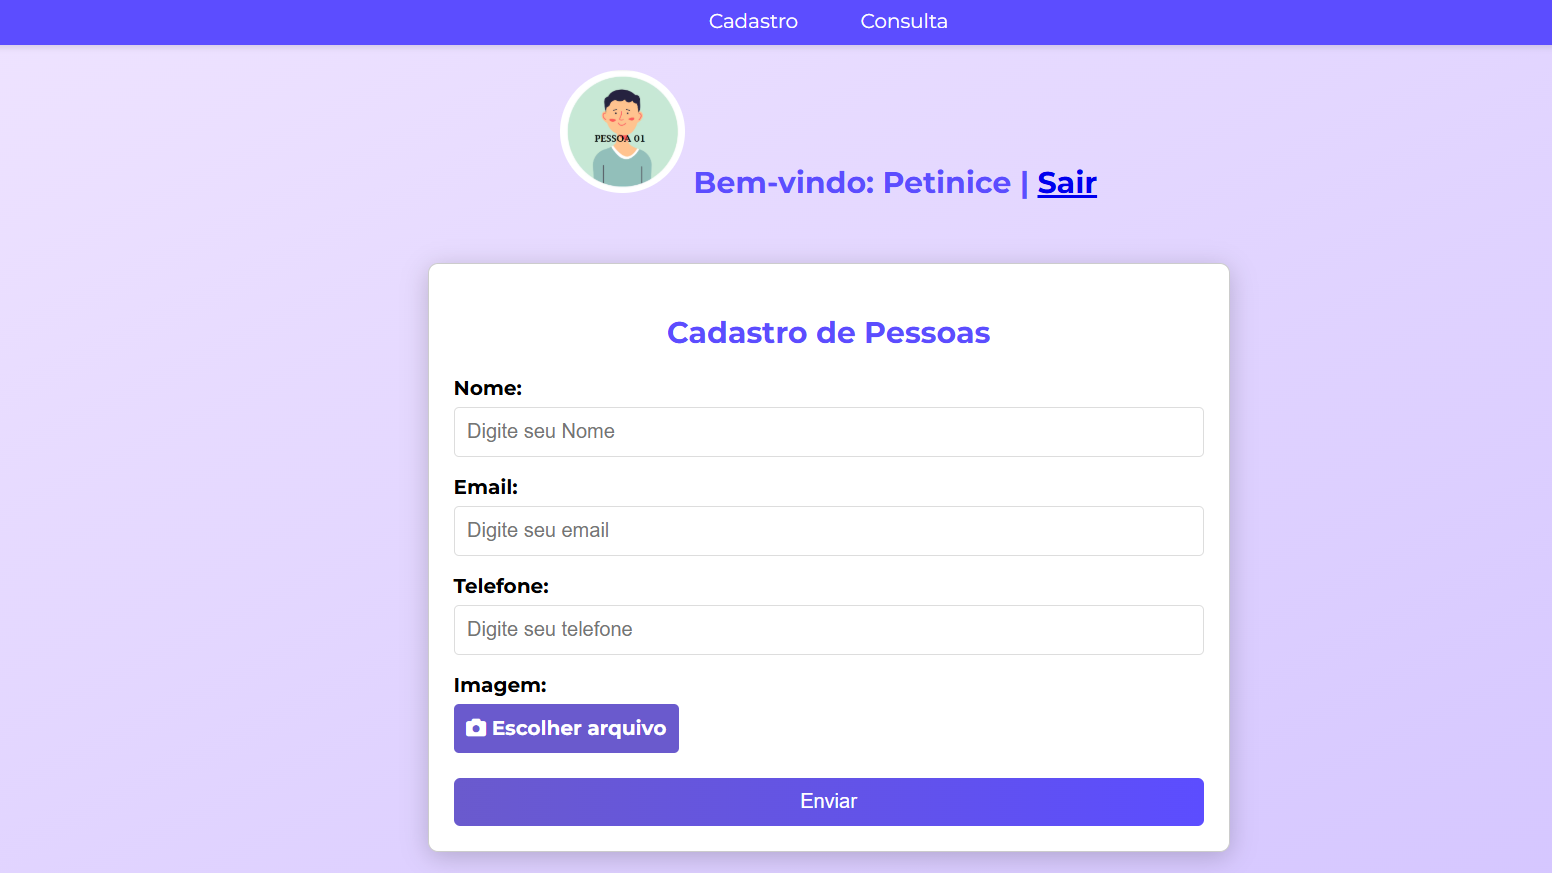 Cadastro Consulta
PESSOA 01
Bem-vindo: Petinice | Sair
Cadastro de Pessoas
Nome:
Digite seu Nome
Email:
Digite seu email
Telefone:
Digite seu telefone
Imagem:
Escolher arquivo
Enviar